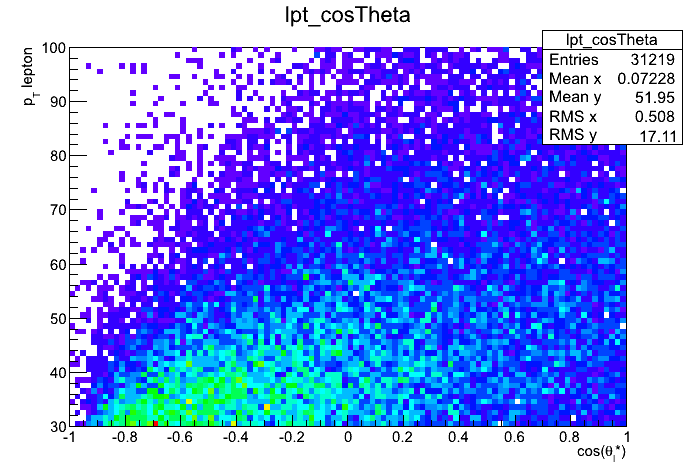 lpt_cosTheta
lpt_cosTheta
Entries 31219
Mean x 0.07228
Mean y 51.95
RMS x 0.508
RMS y 17.11
p_T lepton
100
90
80
70
60
50
40
30
-1 -0.8 -0.6 -0.4 -0.2 0 0.2 0.4 0.6 0.8 1
cos(θ_l*)